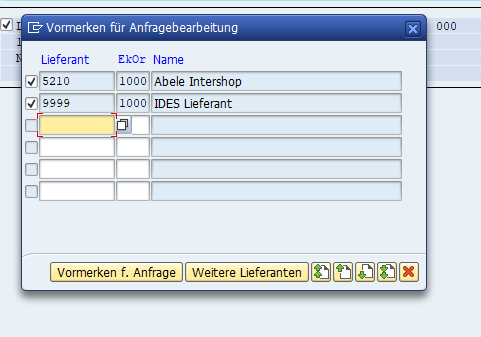 Vormerken für Anfragebearbeitung
000
Lieferant EkOr Name
5210 1000 Abele Intershop
9999 1000 IDES Lieferant
Vormerken f. Anfrage Weitere Lieferanten